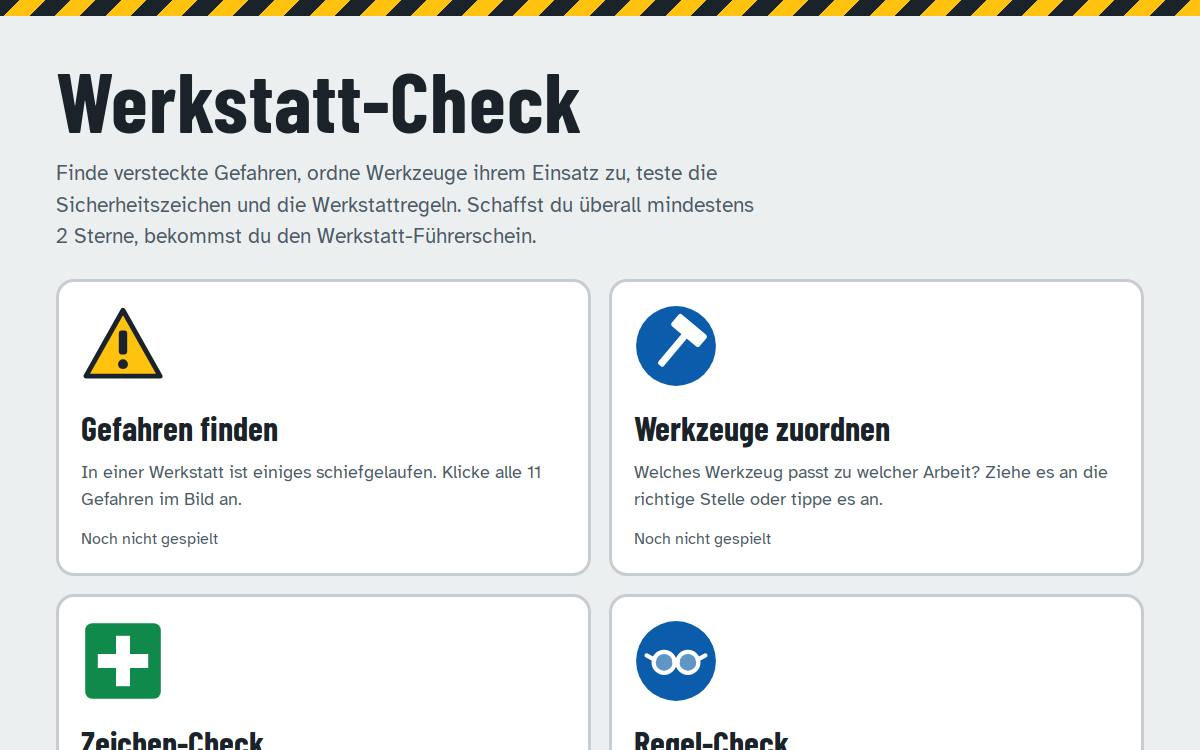 Werkstatt-Check
Finde versteckte Gefahren, ordne Werkzeuge ihrem Einsatz zu, teste die
Sicherheitszeichen und die Werkstattregeln. Schaffst du überall mindestens
2 Sterne, bekommst du den Werkstatt-Führerschein.
Gefahren finden
In einer Werkstatt ist einiges schiefgelaufen. Klicke alle 11
Gefahren im Bild an.
Noch nicht gespielt
Werkzeuge zuordnen
Welches Werkzeug passt zu welcher Arbeit? Ziehe es an die
richtige Stelle oder tippe es an.
Noch nicht gespielt
Zeichen-Check
Regel-Check